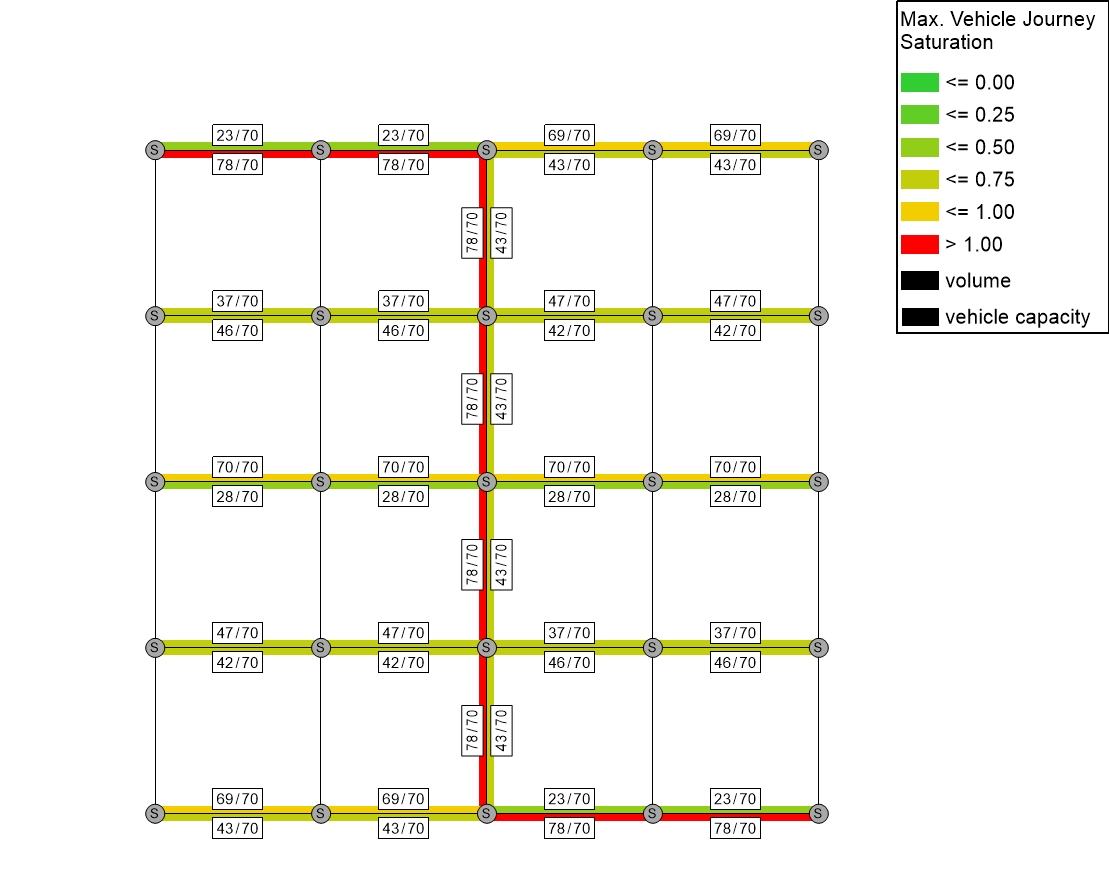 Max. Vehicle Journey
Saturation
<= 0.00
<= 0.25
<= 0.50
<= 0.75
<= 1.00
> 1.00
volume
vehicle capacity
23/70 23/70 69/70 69/70
S S S S S
78/70 78/70 43/70 43/70
78/70 43/70
37/70 37/70 47/70 47/70
S S S S S
46/70 46/70 42/70 42/70
78/70 43/70
70/70 70/70 70/70 70/70
S S S S S
28/70 28/70 28/70 28/70
78/70 43/70
47/70 47/70 37/70 37/70
S S S S S
42/70 42/70 46/70 46/70
78/70 43/70
69/70 69/70 23/70 23/70
S S S S S
43/70 43/70 78/70 78/70